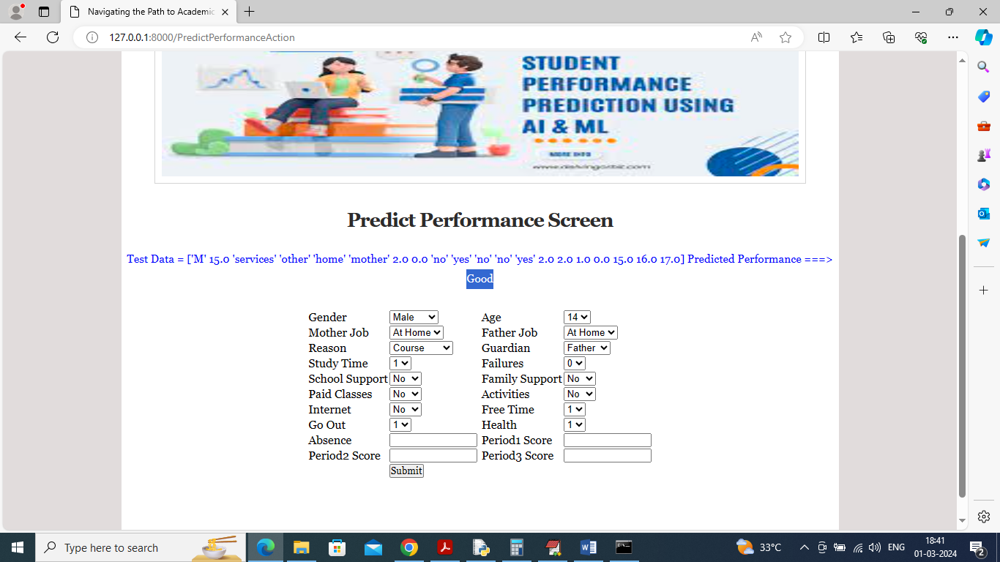 Navigating the Path to Academic
127.0.0.1:8000/PredictPerformanceAction
STUDENT
PERFORMANCE
PREDICTION USING
AI & ML
MORE INFO
Predict Performance Screen
Test Data = ['M' 15.0 'services' 'other' 'home' 'mother' 2.0 0.0 'no' 'yes' 'no' 'no' 'yes' 2.0 2.0 1.0 0.0 15.0 16.0 17.0] Predicted Performance ===>
Good
Gender Male Age 14
Mother Job At Home Father Job At Home
Reason Course Guardian Father
Study Time 1 Failures 0
School Support No Family Support No
Paid Classes No Activities No
Internet No Free Time 1
Go Out 1 Health 1
Absence Period1 Score
Period2 Score Period3 Score
Submit
Type here to search
33°C
ENG
18:41
01-03-2024
2